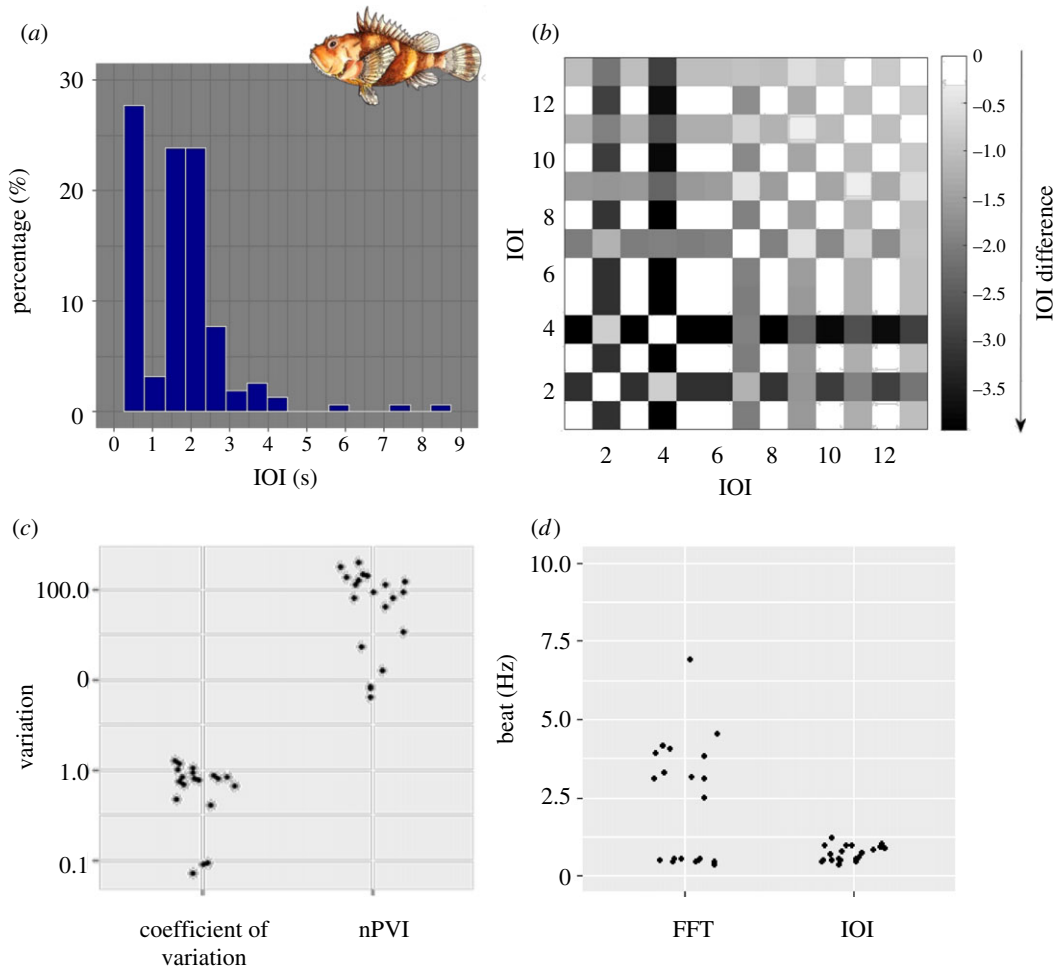 (a)
30
20
10
0
percentage (%)
0 1 2 3 4 5 6 7 8 9
IOI (s)
(b)
12
10
8
6
4
2
IOI
2 4 6 8 10 12
IOI
0
–0.5
–1.0
–1.5
–2.0
–2.5
–3.0
–3.5
IOI difference
(c)
100.0
0
1.0
0.1
variation
coefficient of
variation
nPVI
(d)
10.0
7.5
5.0
2.5
0
beat (Hz)
FFT IOI